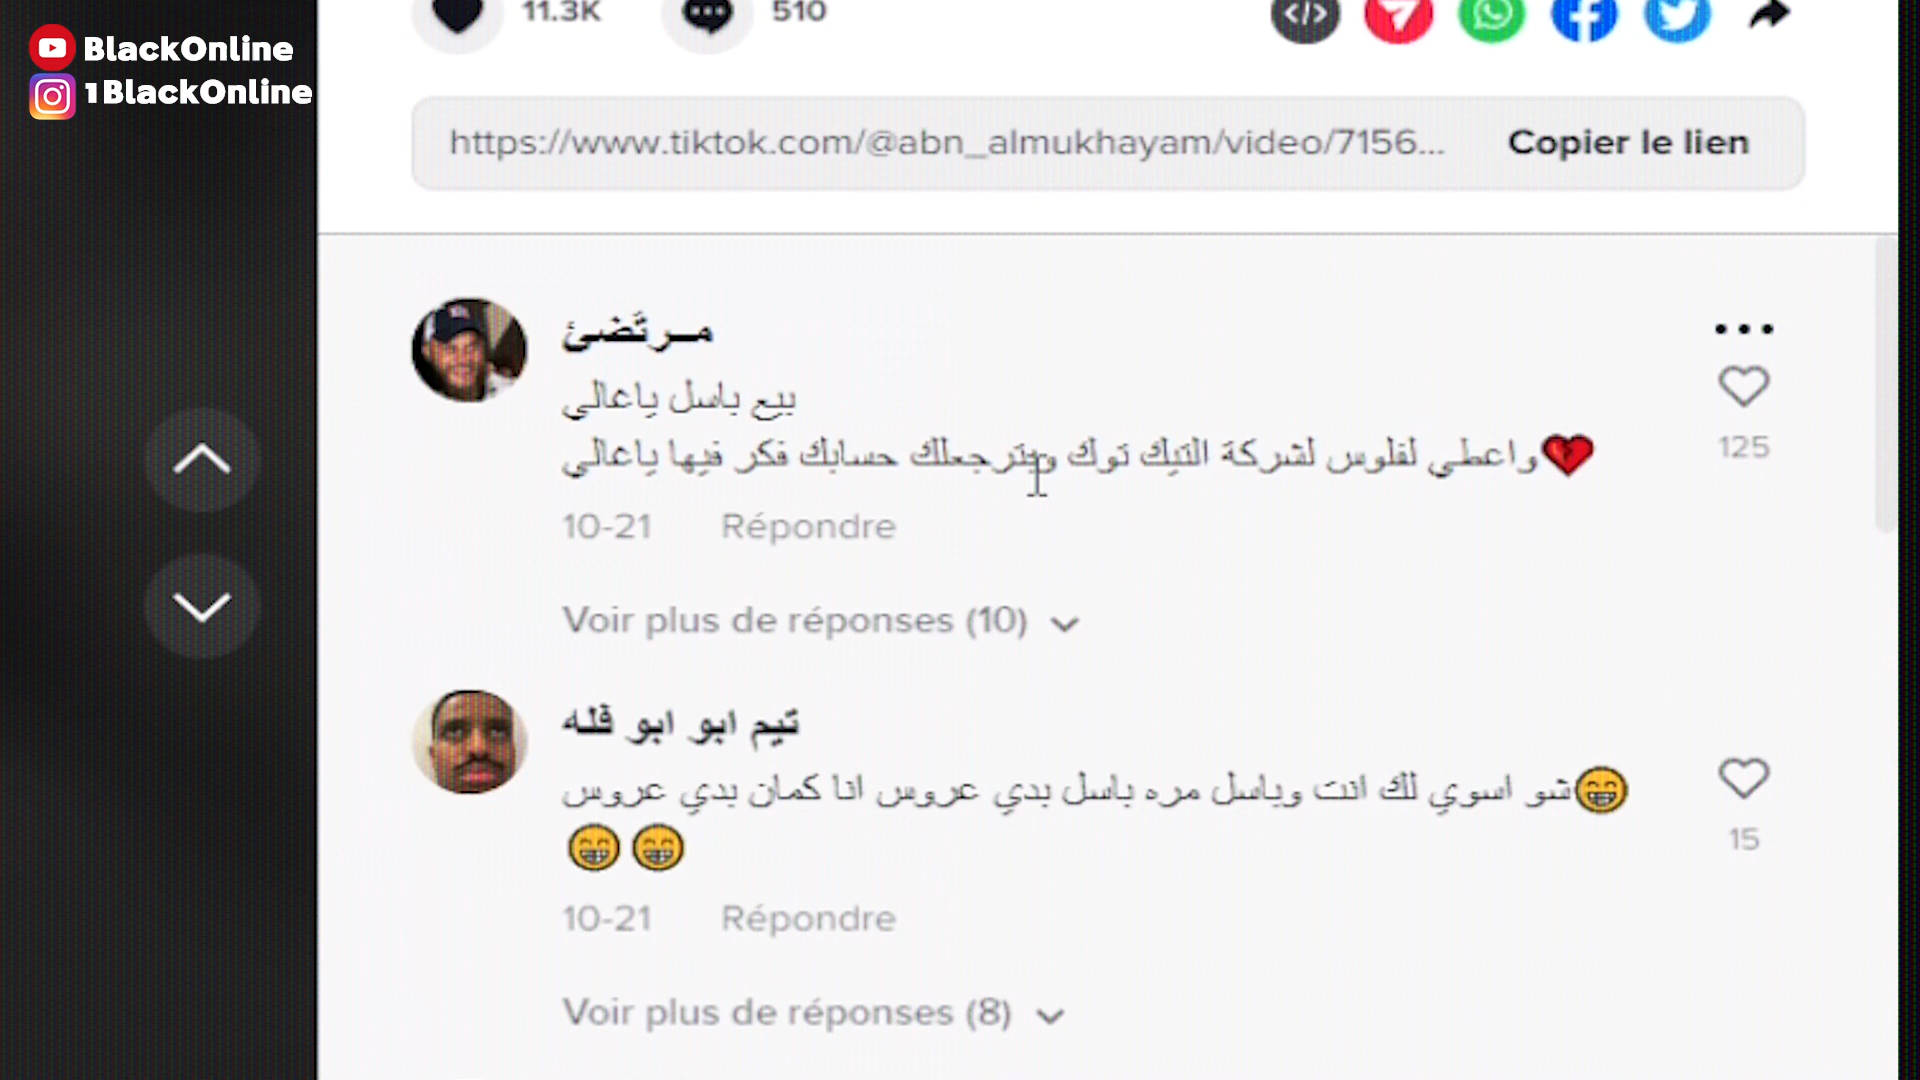 BlackOnline
1BlackOnline
11.3K
510
https://www.tiktok.com/@abn_almukhayam/video/7156...
Copier le lien
مـرتَضئ
بيع باسل ياعالي
❤واعطي لفلوس لشركة التيك توك وبترجعلك حسابك فكر فيها ياعالي
125
10-21 Répondre
Voir plus de réponses (10)
تيم ابو ابو قله
😁شو اسوي لك انت وباسل مره باسل بدي عروس انا كمان بدي عروس
😁😁
15
10-21 Répondre
Voir plus de réponses (8)